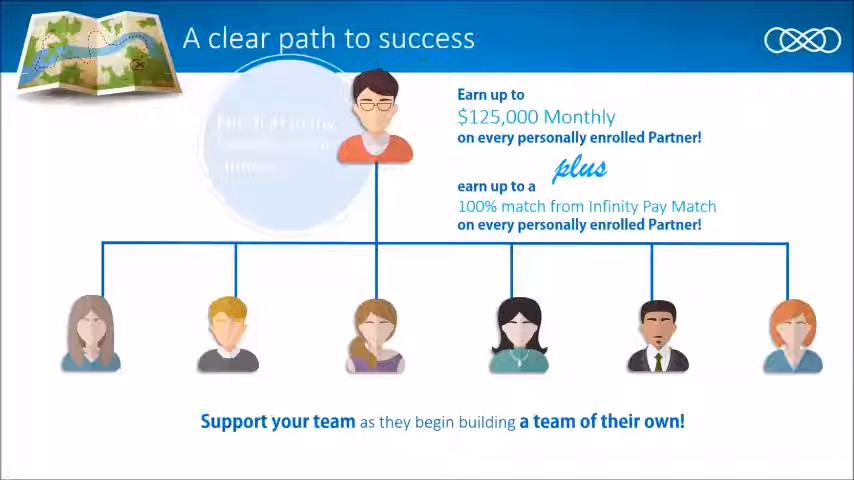 A clear path to success
Earn up to
$125,000 Monthly
on every personally enrolled Partner!
plus
earn up to a
100% match from Infinity Pay Match
on every personally enrolled Partner!
Support your team as they begin building a team of their own!